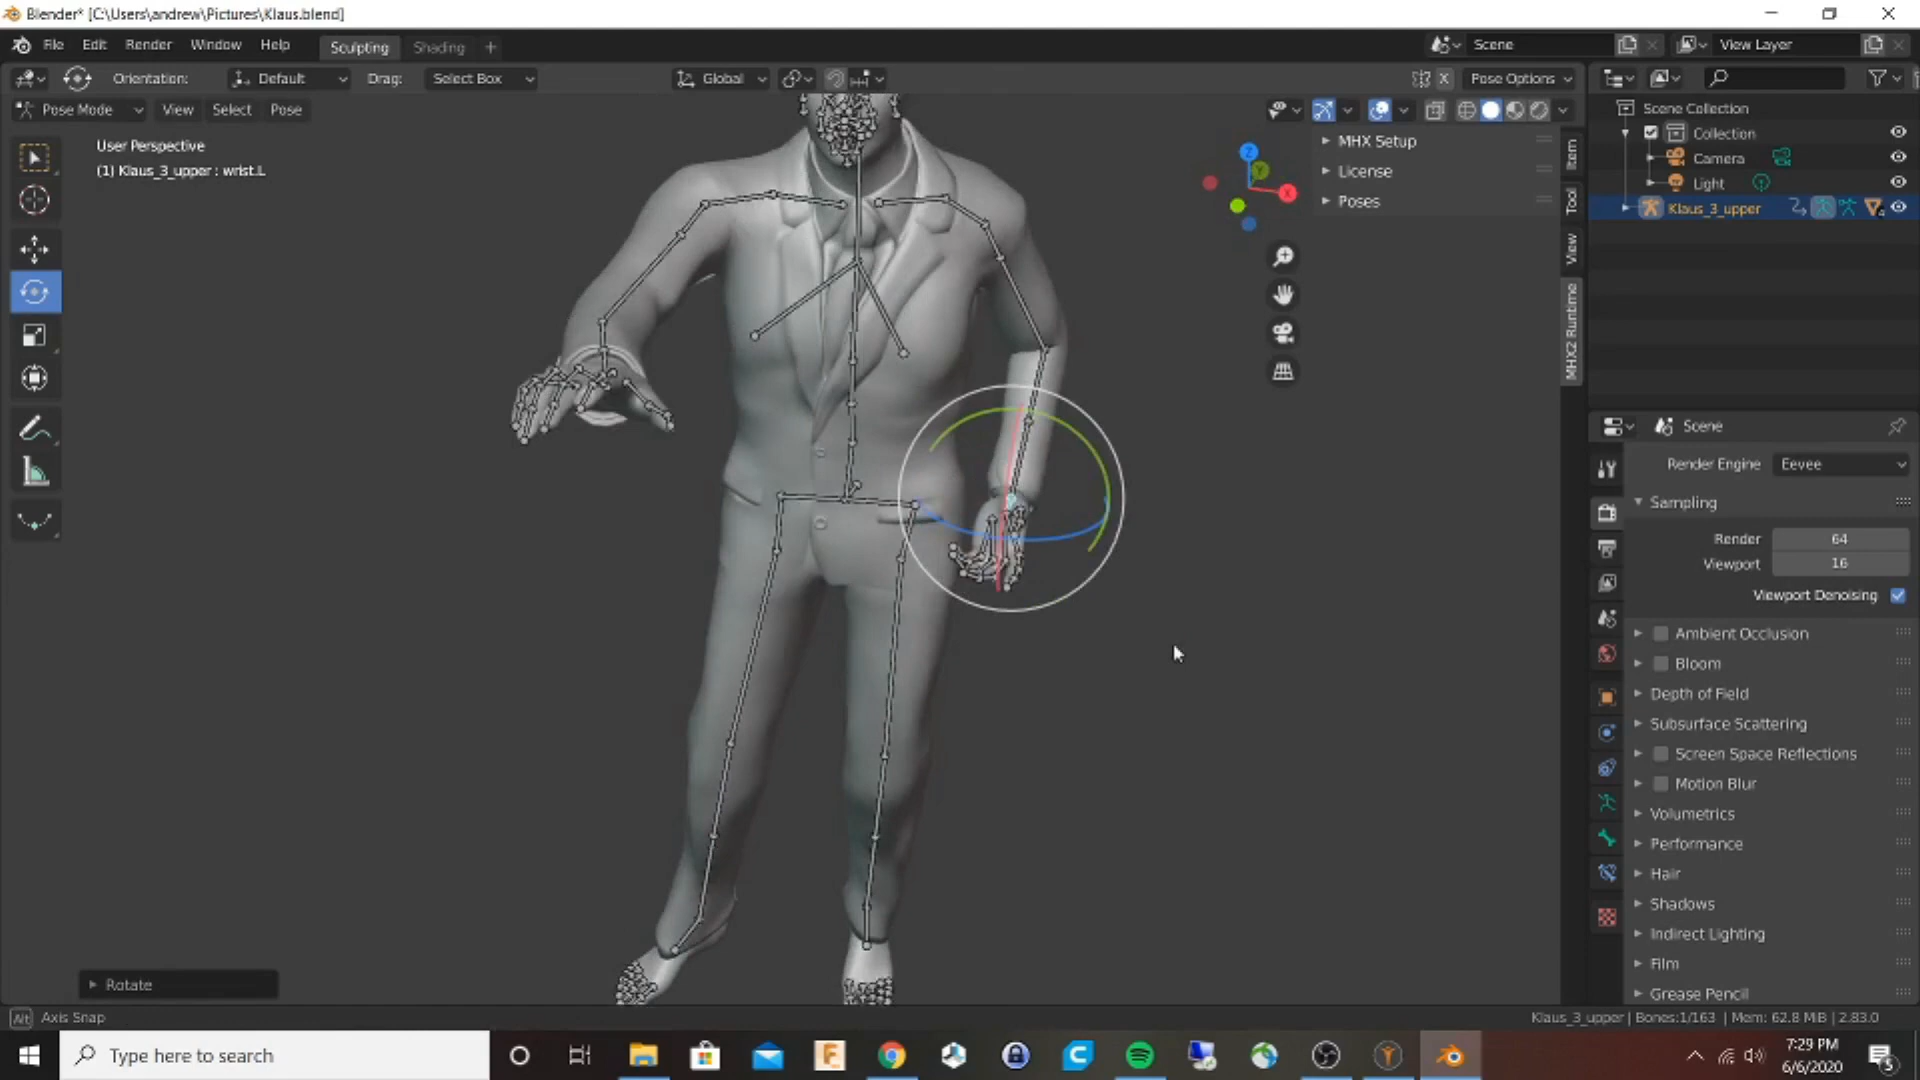 Blender* [C:\Users\andrew\Pictures\Klaus.blend]
File Edit Render Window Help Sculpting Shading + Scene View Layer
Orientation: Default Drag: Select Box Global X Pose Options
Pose Mode View Select Pose
User Perspective
(1) Klaus_3_upper : wrist.L
MHX Setup
License
Poses
Item
Tool
View
MHX2 Runtime
Z
Y
X
Scene Collection
Collection
Camera
Light
Klaus_3_upper
Scene
Render Engine Eevee
Sampling
Render 64
Viewport 16
Viewport Denoising
Ambient Occlusion
Bloom
Depth of Field
Subsurface Scattering
Screen Space Reflections
Motion Blur
Volumetrics
Performance
Hair
Shadows
Indirect Lighting
Film
Grease Pencil
Rotate
Alt Axis Snap
Klaus_3_upper | Bones:1/163 | Mem: 62.8 MiB | 2.83.0
Type here to search
7:29 PM
6/6/2020
5